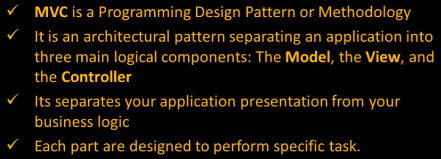 ✓ MVC is a Programming Design Pattern or Methodology
✓ It is an architectural pattern separating an application into
three main logical components: The Model, the View, and
the Controller
✓ Its separates your application presentation from your
business logic
✓ Each part are designed to perform specific task.